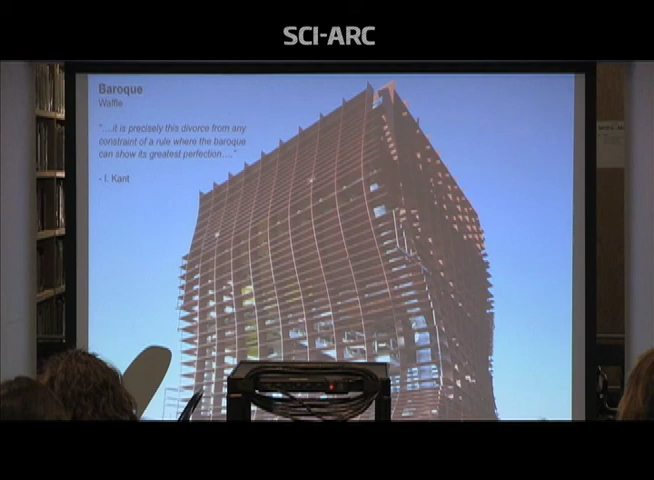 SCI-ARC
Baroque
Waffle
"....it is precisely this divorce from any
constraint of a rule where the baroque
can show its greatest perfection...."
- I. Kant